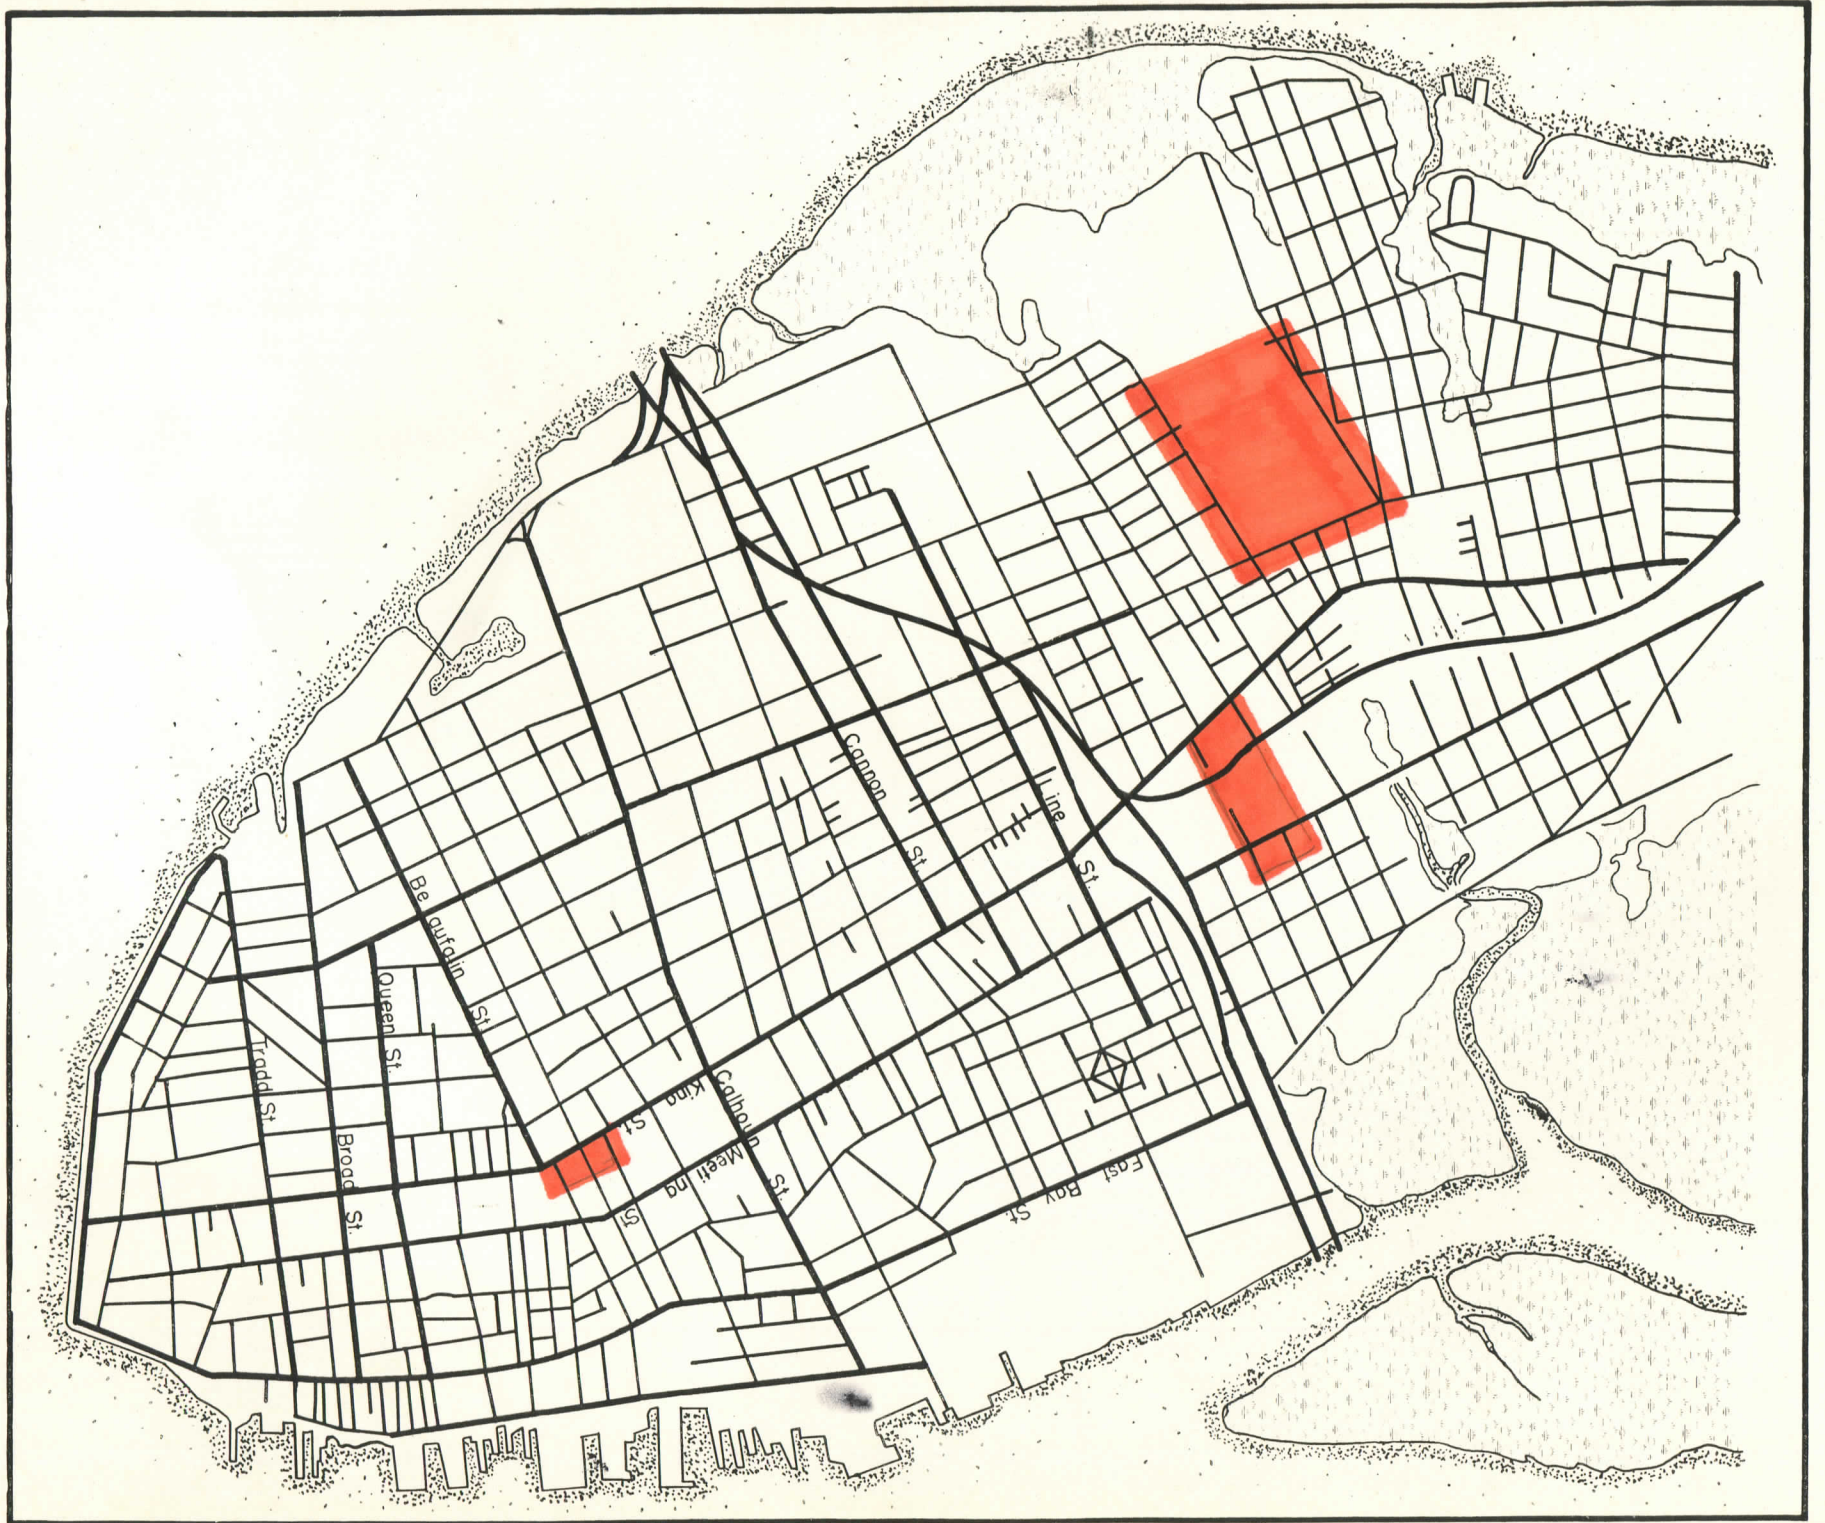 Cannon St.
Line St.
Beaufain St.
Queen St.
Tradd St.
Broad St.
King St.
Calhoun St.
Meeting St.
East Bay St.